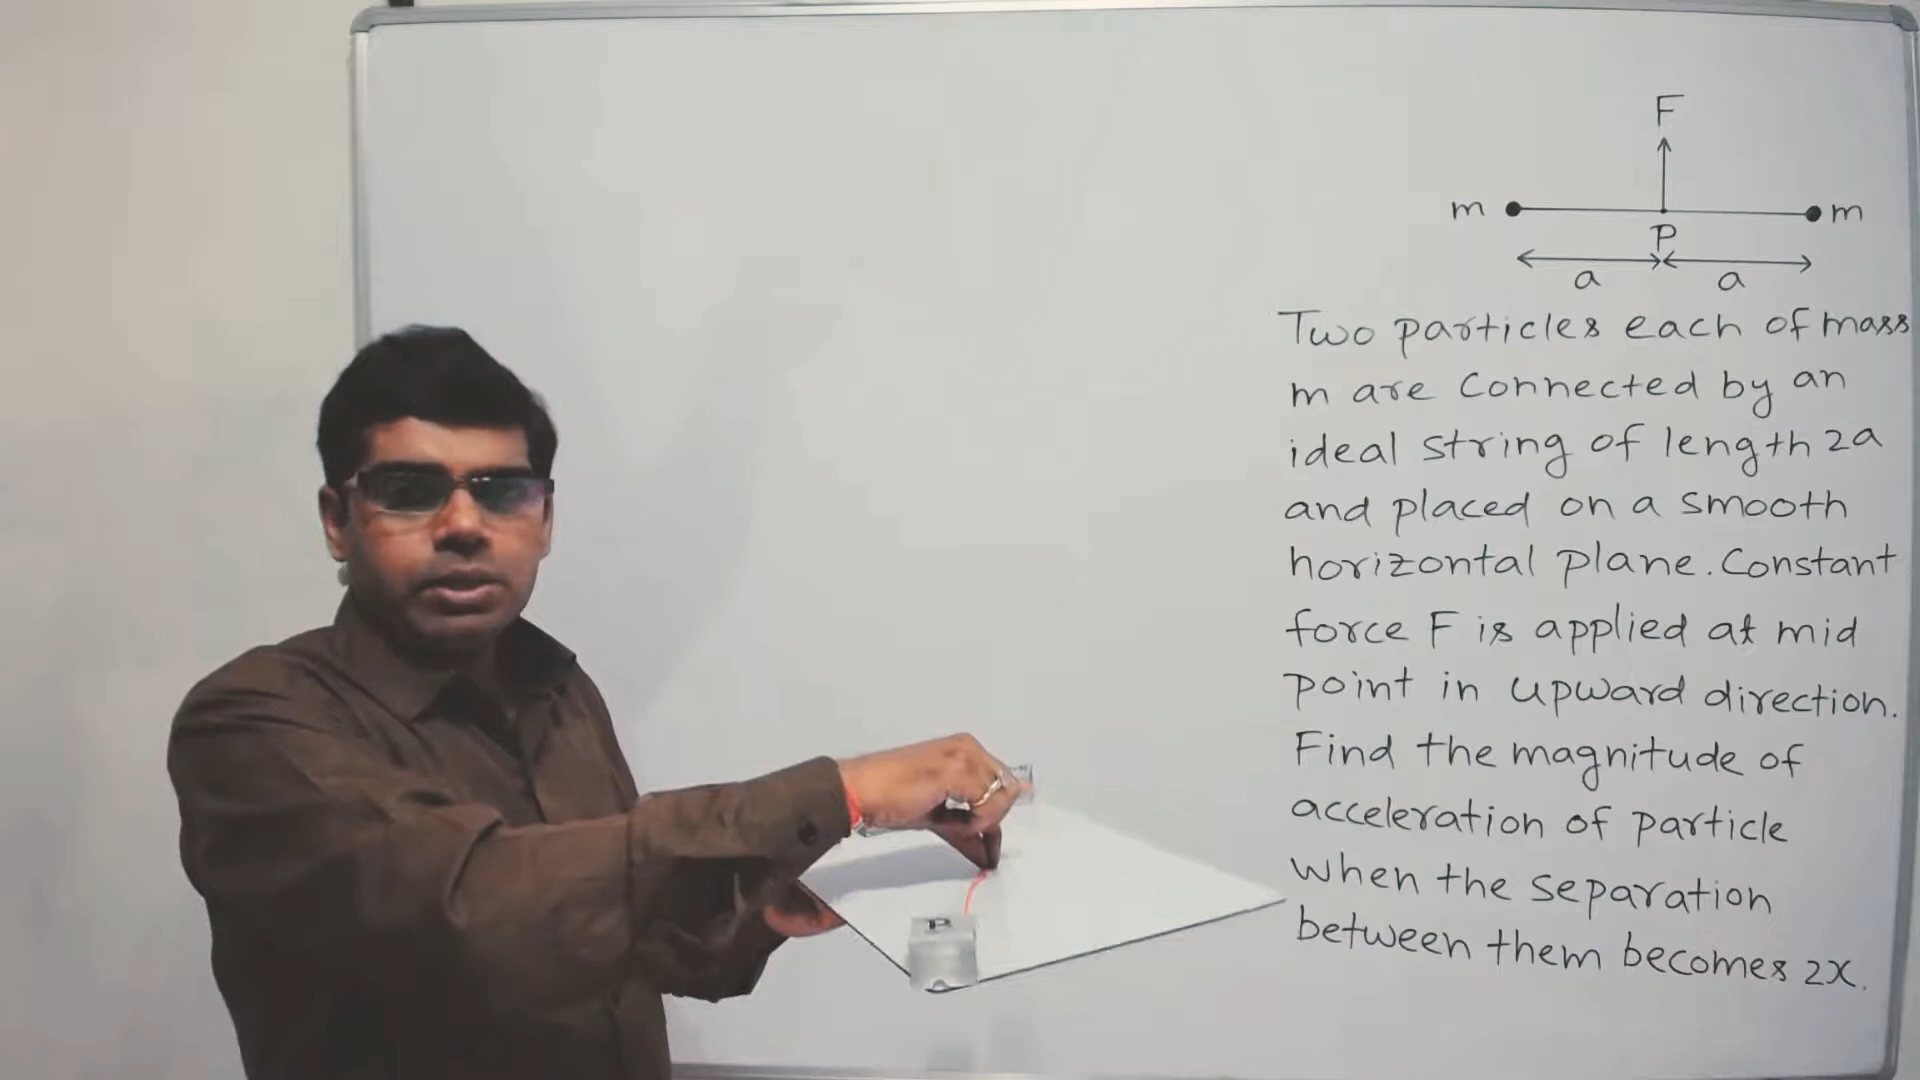 F
m m
P
a a
Two particles each of mass
m are connected by an
ideal string of length 2a
and placed on a smooth
horizontal plane. Constant
force F is applied at mid
point in upward direction.
Find the magnitude of
acceleration of particle
when the separation
between them becomes 2x.
P